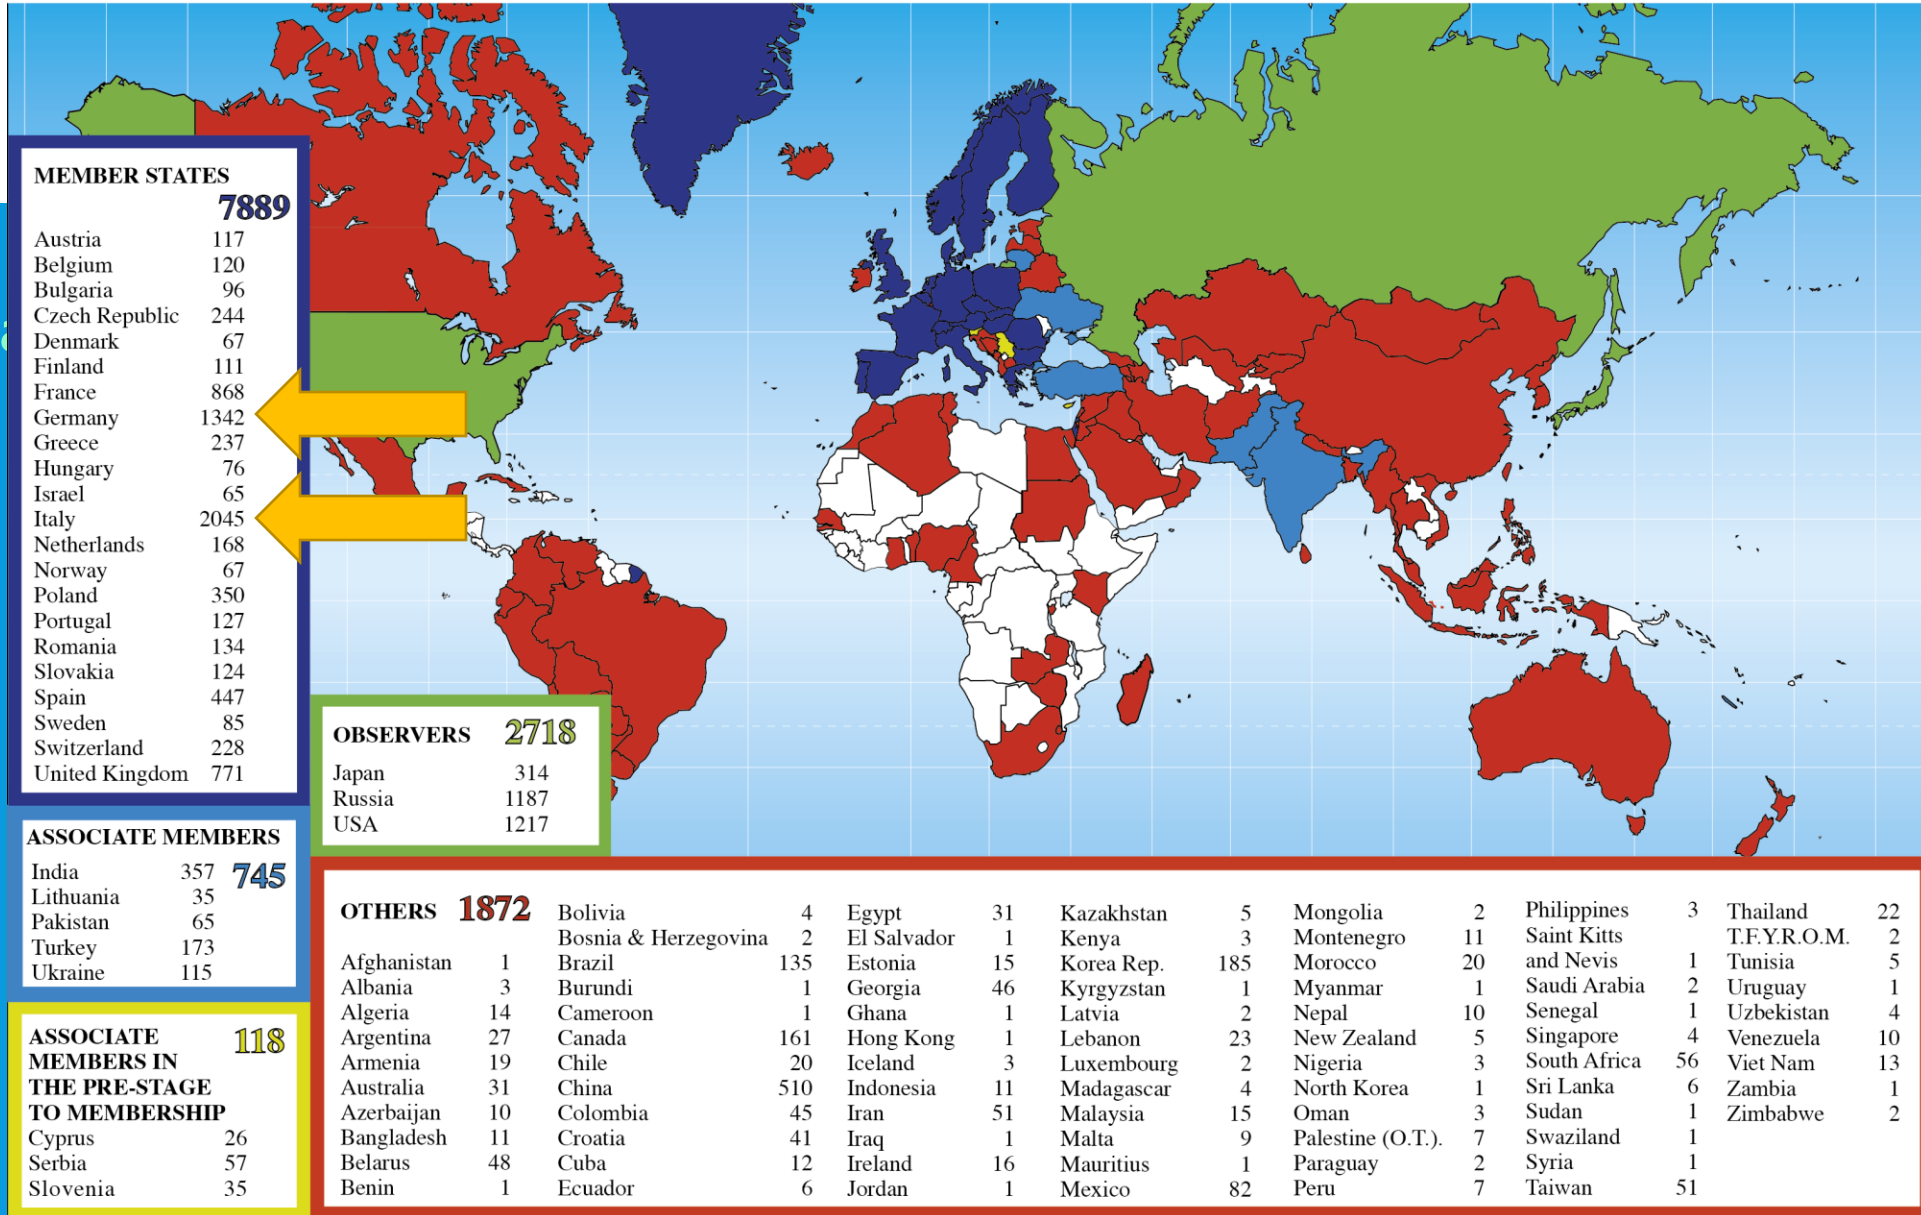 MEMBER STATES
7889
Austria 117
Belgium 120
Bulgaria 96
Czech Republic 244
Denmark 67
Finland 111
France 868
Germany 1342
Greece 237
Hungary 76
Israel 65
Italy 2045
Netherlands 168
Norway 67
Poland 350
Portugal 127
Romania 134
Slovakia 124
Spain 447
Sweden 85
Switzerland 228
United Kingdom 771
ASSOCIATE MEMBERS
745
India 357
Lithuania 35
Pakistan 65
Turkey 173
Ukraine 115
ASSOCIATE 118
MEMBERS IN
THE PRE-STAGE
TO MEMBERSHIP
Cyprus 26
Serbia 57
Slovenia 35
OBSERVERS 2718
Japan 314
Russia 1187
USA 1217
OTHERS 1872
Afghanistan 1
Albania 3
Algeria 14
Argentina 27
Armenia 19
Australia 31
Azerbaijan 10
Bangladesh 11
Belarus 48
Benin 1
Bolivia 4
Bosnia & Herzegovina 2
Brazil 135
Burundi 1
Cameroon 1
Canada 161
Chile 20
China 510
Colombia 45
Croatia 41
Cuba 12
Ecuador 6
Egypt 31
El Salvador 1
Estonia 15
Georgia 46
Ghana 1
Hong Kong 1
Iceland 3
Indonesia 11
Iran 51
Iraq 1
Ireland 16
Jordan 1
Kazakhstan 5
Kenya 3
Korea Rep. 185
Kyrgyzstan 1
Latvia 2
Lebanon 23
Luxembourg 2
Madagascar 4
Malaysia 15
Malta 9
Mauritius 1
Mexico 82
Mongolia 2
Montenegro 11
Morocco 20
Myanmar 1
Nepal 10
New Zealand 5
Nigeria 3
North Korea 1
Oman 3
Palestine (O.T.). 7
Paraguay 2
Peru 7
Philippines 3
Saint Kitts
and Nevis 1
Saudi Arabia 2
Senegal 1
Singapore 4
South Africa 56
Sri Lanka 6
Sudan 1
Swaziland 1
Syria 1
Taiwan 51
Thailand 22
T.F.Y.R.O.M. 2
Tunisia 5
Uruguay 1
Uzbekistan 4
Venezuela 10
Viet Nam 13
Zambia 1
Zimbabwe 2